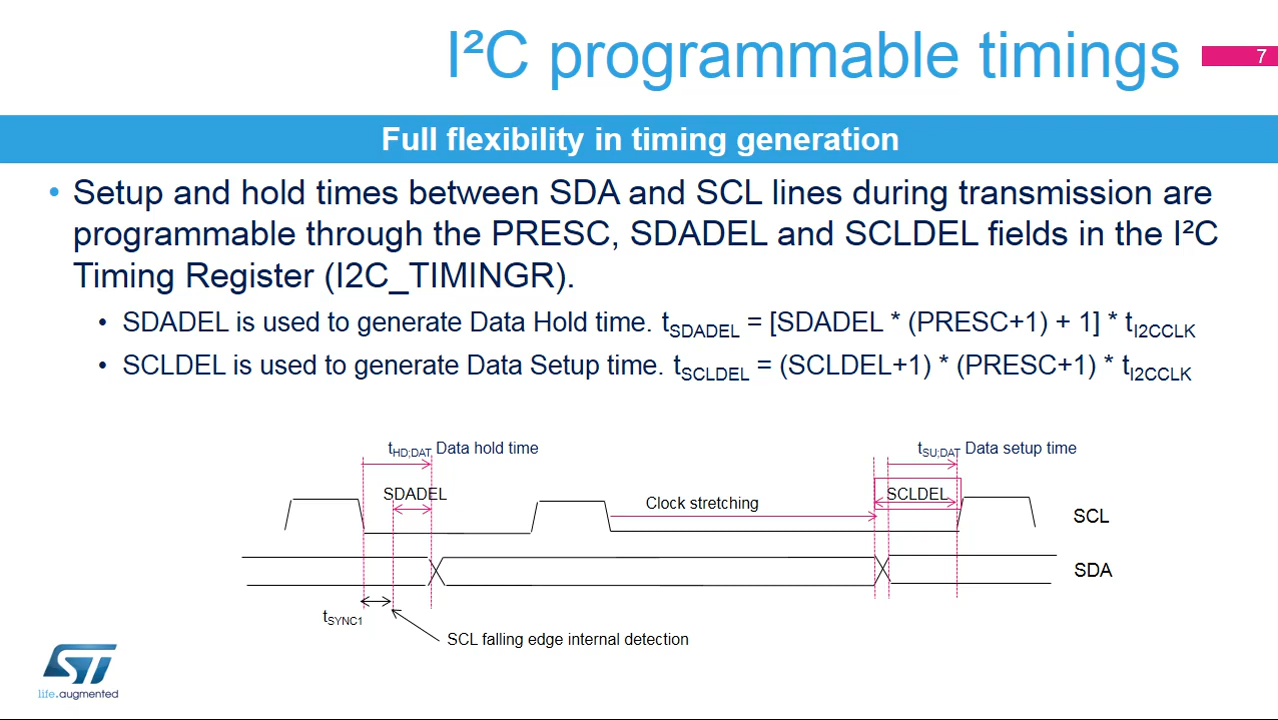 I²C programmable timings
7
Full flexibility in timing generation
• Setup and hold times between SDA and SCL lines during transmission are
programmable through the PRESC, SDADEL and SCLDEL fields in the I²C
Timing Register (I2C_TIMINGR).
• SDADEL is used to generate Data Hold time. tSDADEL = [SDADEL * (PRESC+1) + 1] * tI2CCLK
• SCLDEL is used to generate Data Setup time. tSCLDEL = (SCLDEL+1) * (PRESC+1) * tI2CCLK
tHD;DAT Data hold time
tSU;DAT Data setup time
SDADEL
Clock stretching
SCLDEL
SCL
SDA
tSYNC1
SCL falling edge internal detection
ST
life.augmented